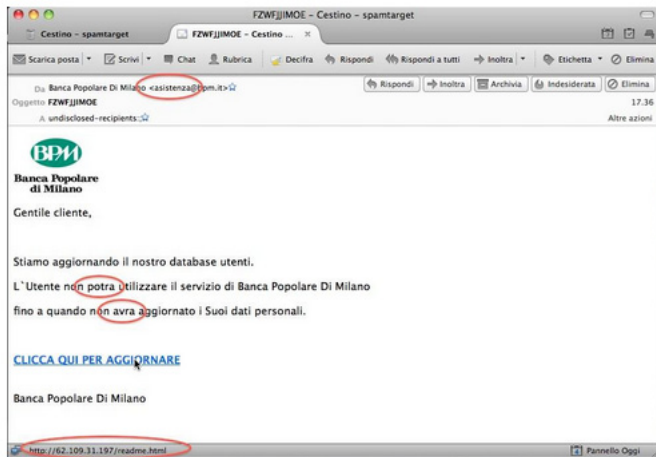 FZWFJJIMOE – Cestino – spamtarget
Cestino – spamtarget
FZWFJJIMOE – Cestino ... ×
Scarica posta
Scrivi
Chat
Rubrica
Decifra
Rispondi
Rispondi a tutti
Inoltra
Etichetta
Elimina
Da Banca Popolare Di Milano <asistenza@bpm.it>
Rispondi
Inoltra
Archivia
Indesiderata
Elimina
Oggetto FZWFJJIMOE
17.36
A undisclosed-recipients:;
Altre azioni
BPM
Banca Popolare
di Milano
Gentile cliente,
Stiamo aggiornando il nostro database utenti.
L`Utente non potra utilizzare il servizio di Banca Popolare Di Milano
fino a quando non avra aggiornato i Suoi dati personali.
CLICCA QUI PER AGGIORNARE
Banca Popolare Di Milano
http://62.109.31.197/readme.html
Pannello Oggi